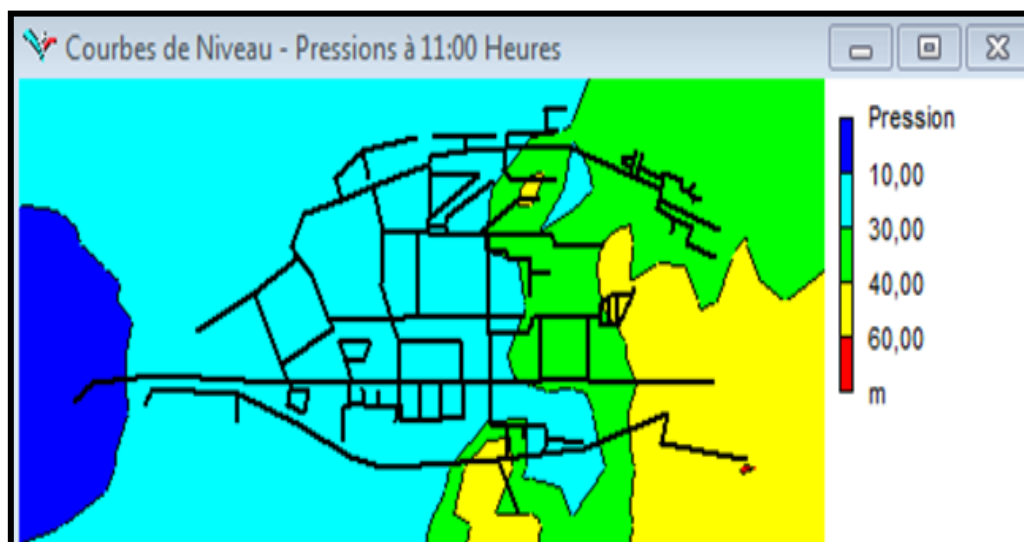 Courbes de Niveau - Pressions à 11:00 Heures
Pression
10,00
30,00
40,00
60,00
m